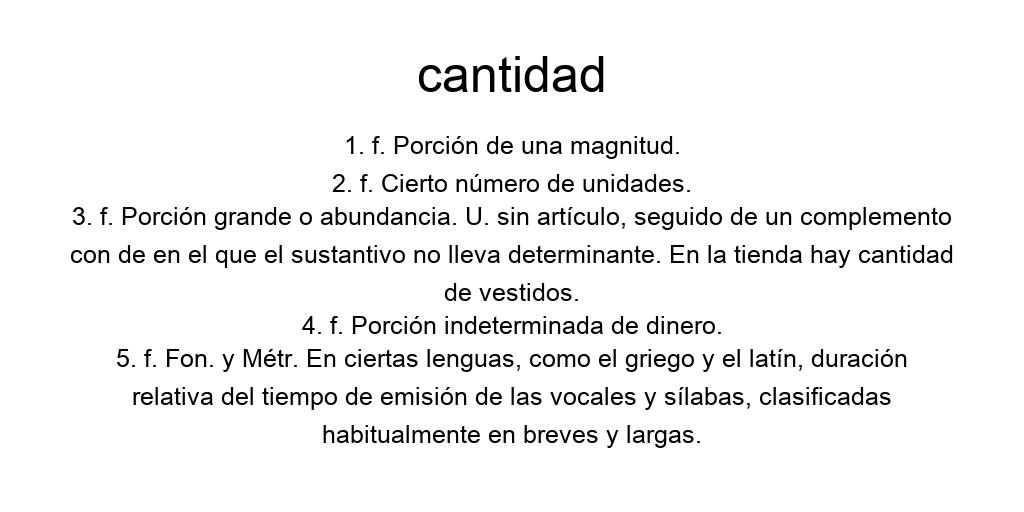 cantidad
1. f. Porción de una magnitud.
2. f. Cierto número de unidades.
3. f. Porción grande o abundancia. U. sin artículo, seguido de un complemento
con de en el que el sustantivo no lleva determinante. En la tienda hay cantidad
de vestidos.
4. f. Porción indeterminada de dinero.
5. f. Fon. y Métr. En ciertas lenguas, como el griego y el latín, duración
relativa del tiempo de emisión de las vocales y sílabas, clasificadas
habitualmente en breves y largas.